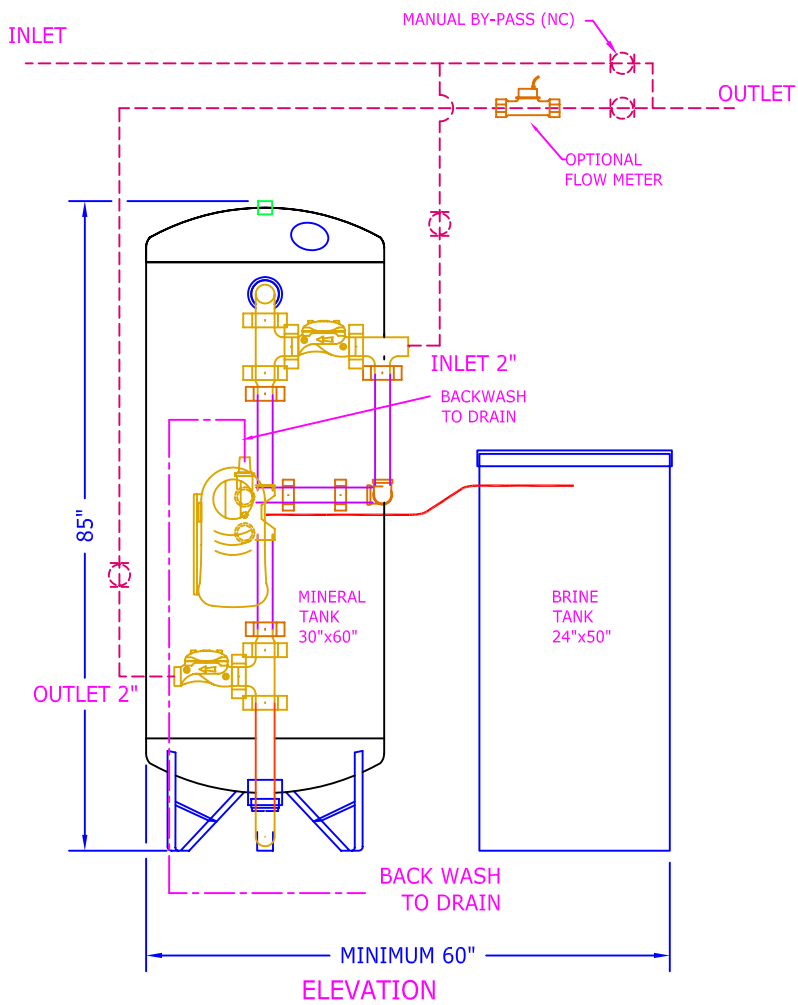 MANUAL BY-PASS (NC)
INLET
OUTLET
OPTIONAL
FLOW METER
INLET 2"
BACKWASH
TO DRAIN
85"
MINERAL
TANK
30"x60"
BRINE
TANK
24"x50"
OUTLET 2"
BACK WASH
TO DRAIN
MINIMUM 60"
ELEVATION